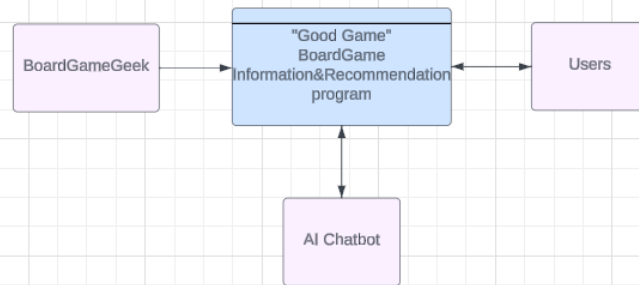 BoardGameGeek
"Good Game"
BoardGame
Information&Recommendation
program
Users
AI Chatbot